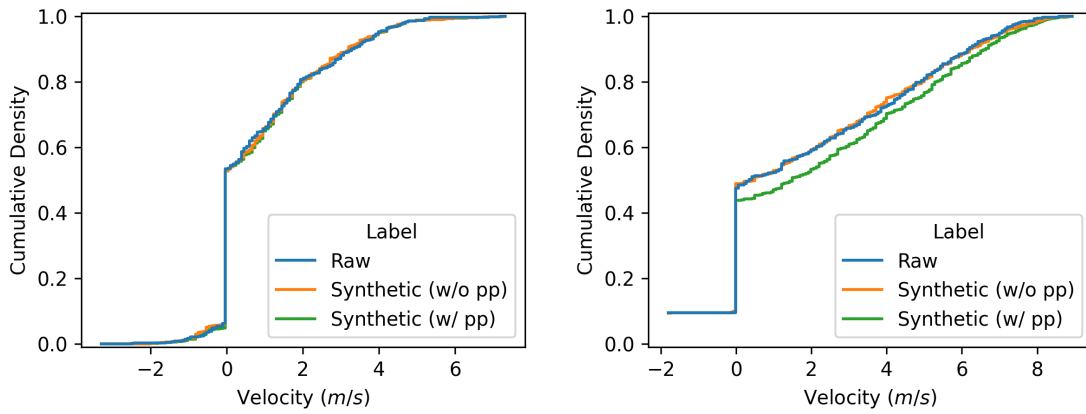 1.0
0.8
0.6
0.4
0.2
0.0
Cumulative Density
−2 0 2 4 6
Velocity (m/s)
Label
Raw
Synthetic (w/o pp)
Synthetic (w/ pp)
1.0
0.8
0.6
0.4
0.2
0.0
Cumulative Density
−2 0 2 4 6 8
Velocity (m/s)
Label
Raw
Synthetic (w/o pp)
Synthetic (w/ pp)